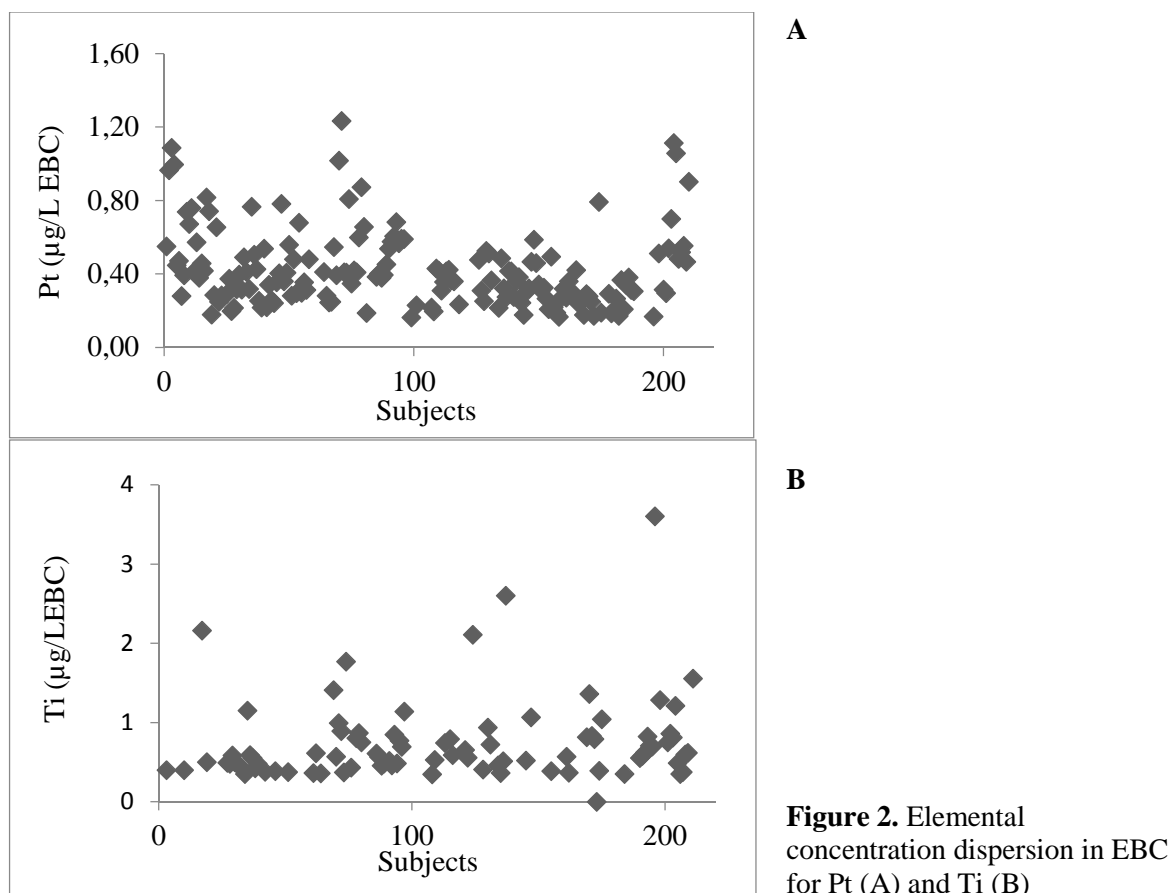 A
1,60
1,20
0,80
0,40
0,00
Pt (µg/L EBC)
0
100
200
Subjects
B
4
3
2
1
0
Ti (µg/LEBC)
0
100
200
Subjects
Figure 2. Elemental
concentration dispersion in EBC
for Pt (A) and Ti (B)